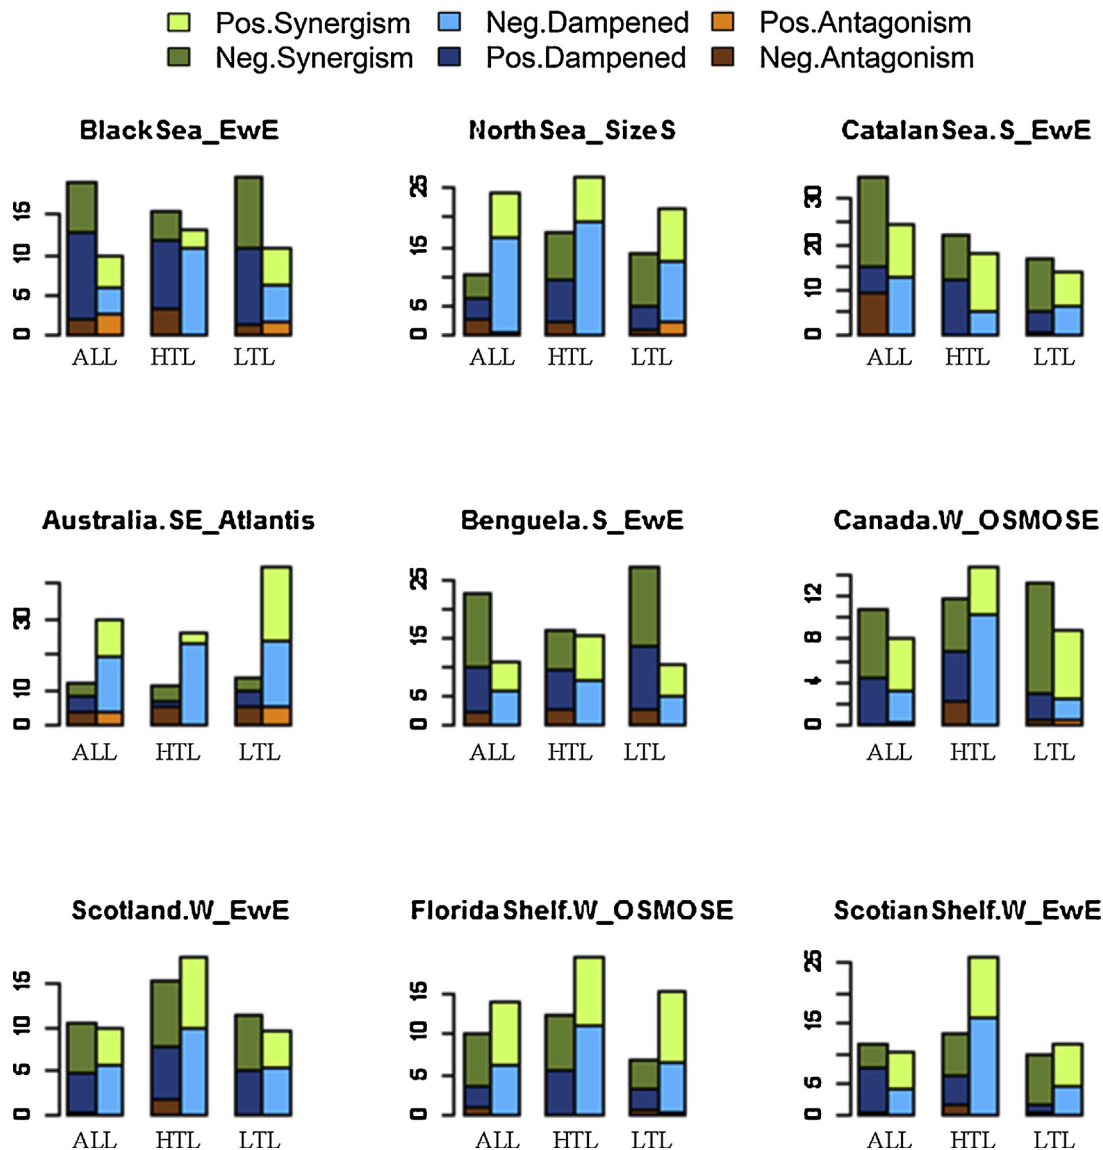 Pos.Synergism Neg.Dampened Pos.Antagonism
Neg.Synergism Pos.Dampened Neg.Antagonism
BlackSea_EwE NorthSea_SizeS CatalanSea.S_EwE
15
10
5
0
ALL HTL LTL
25
15
5
0
ALL HTL LTL
30
20
10
0
ALL HTL LTL
Australia.SE_Atlantis Benguela.S_EwE Canada.W_OSMOSE
30
10
0
ALL HTL LTL
25
15
5
0
ALL HTL LTL
12
8
4
0
ALL HTL LTL
Scotland.W_EwE FloridaShelf.W_OSMOSE ScotianShelf.W_EwE
15
10
5
0
ALL HTL LTL
15
10
5
0
ALL HTL LTL
25
15
5
0
ALL HTL LTL